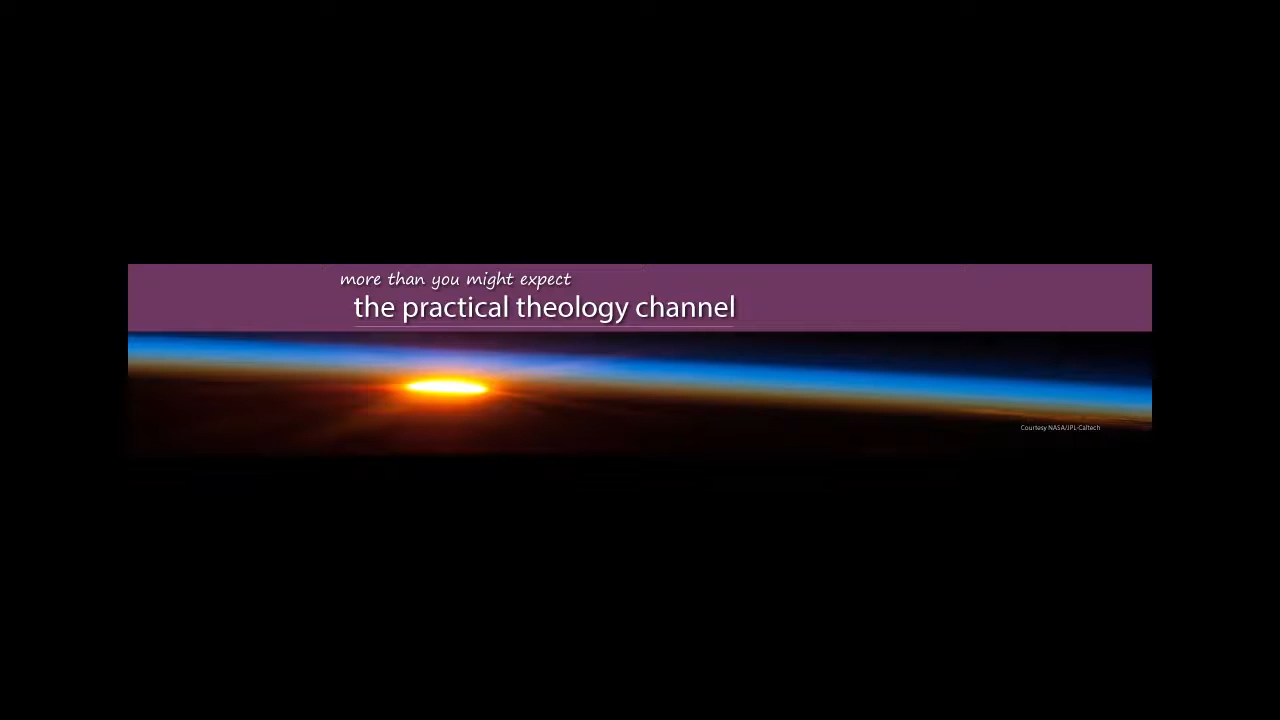 more than you might expect
the practical theology channel
Courtesy NASA/JPL-Caltech